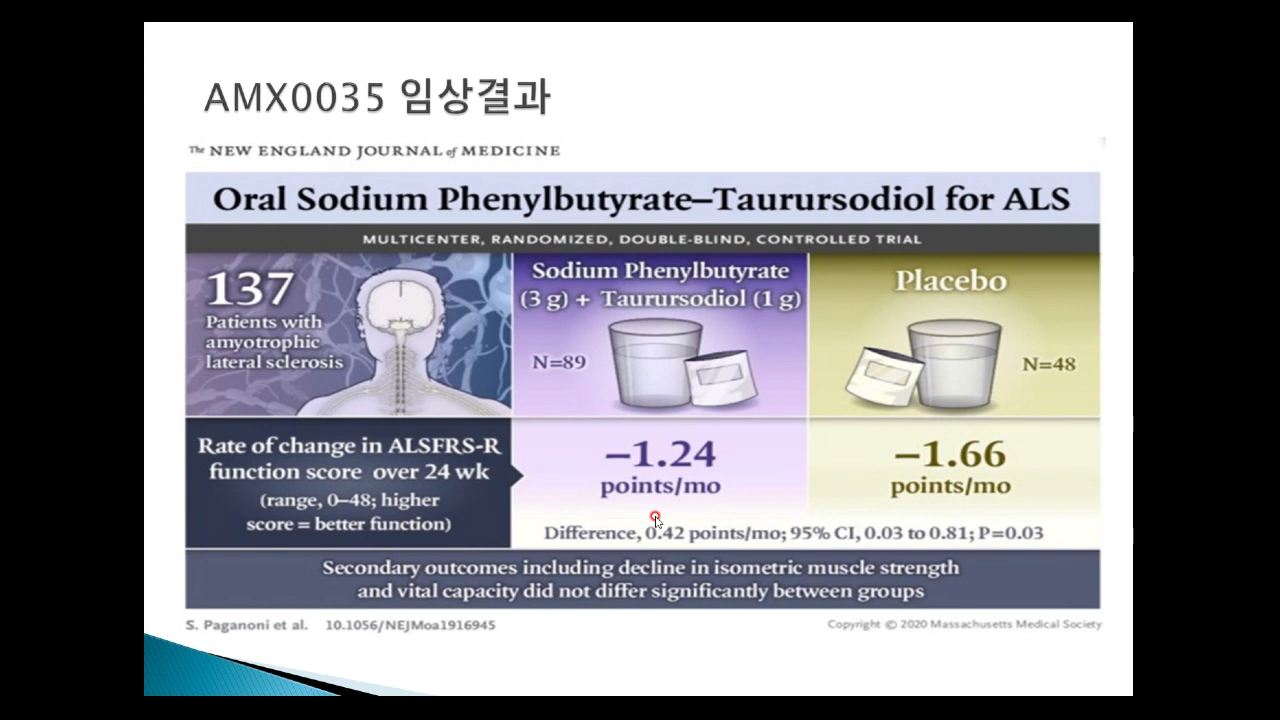 AMX0035 임상결과
The NEW ENGLAND JOURNAL of MEDICINE
Oral Sodium Phenylbutyrate–Taurursodiol for ALS
MULTICENTER, RANDOMIZED, DOUBLE-BLIND, CONTROLLED TRIAL
137
Patients with
amyotrophic
lateral sclerosis
Sodium Phenylbutyrate
(3 g) + Taurursodiol (1 g)
N=89
Placebo
N=48
Rate of change in ALSFRS-R
function score over 24 wk
(range, 0–48; higher
score = better function)
–1.24
points/mo
–1.66
points/mo
Difference, 0.42 points/mo; 95% CI, 0.03 to 0.81; P=0.03
Secondary outcomes including decline in isometric muscle strength
and vital capacity did not differ significantly between groups
S. Paganoni et al. 10.1056/NEJMoa1916945
Copyright © 2020 Massachusetts Medical Society